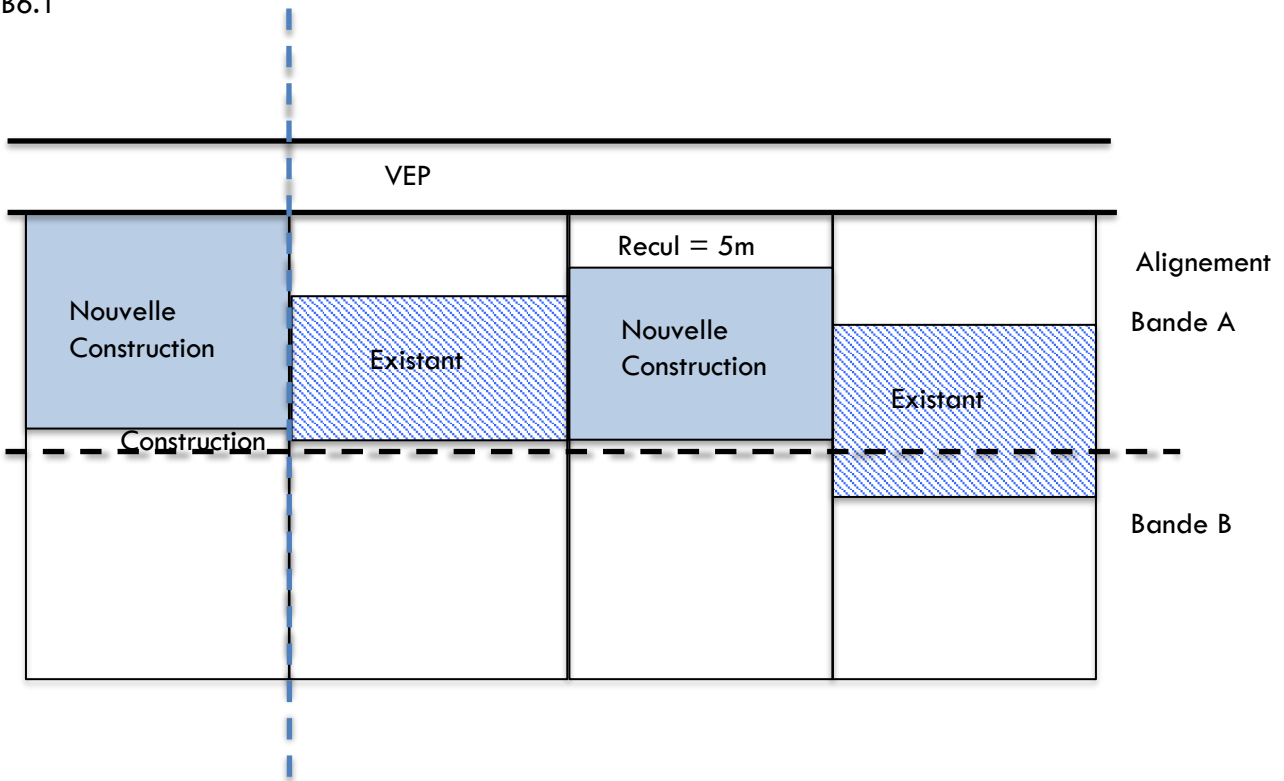 B6.1
VEP
Recul = 5m
Alignement
Nouvelle
Construction
Bande A
Nouvelle
Construction
Existant
Existant
Construction
Bande B